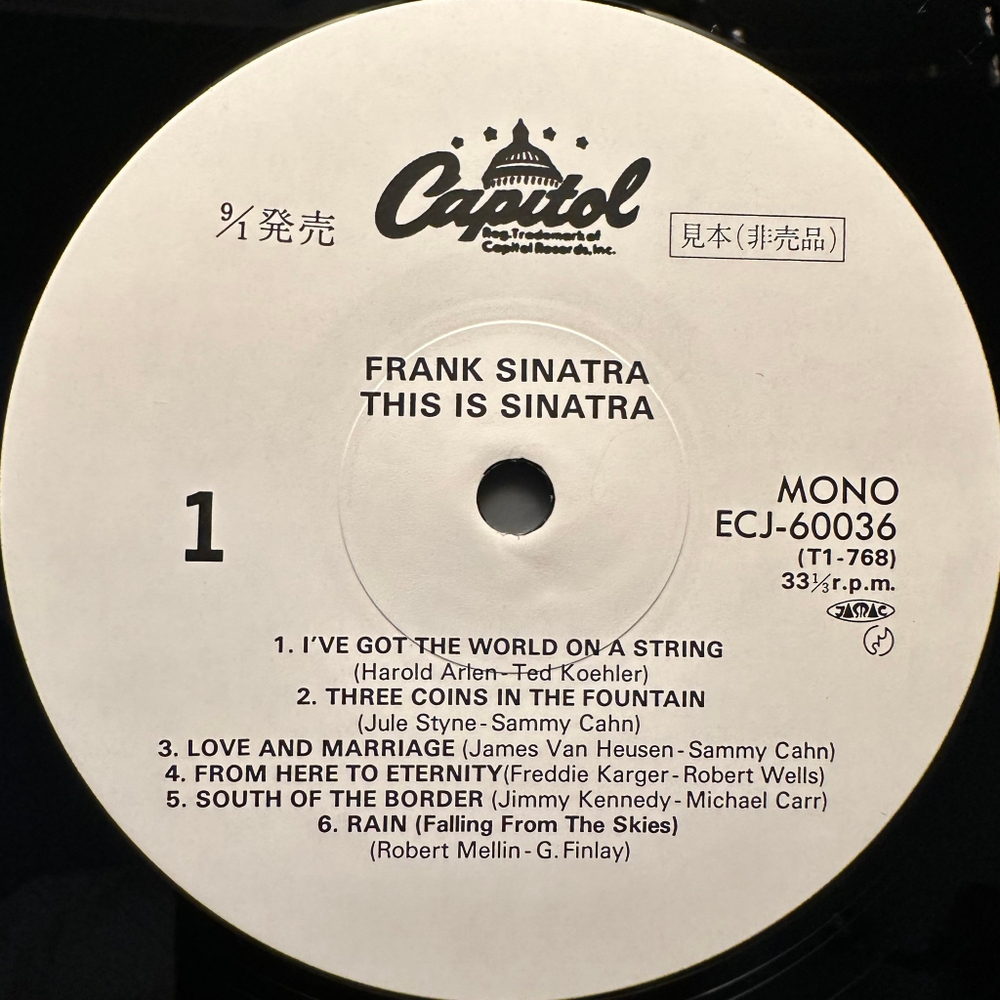 Capitol
Reg. Trademark of
Capitol Records, Inc.
9/1 発売
見本(非売品)
FRANK SINATRA
THIS IS SINATRA
1
MONO
ECJ-60036
(T1-768)
33⅓r.p.m.
JASRAC
1. I'VE GOT THE WORLD ON A STRING
(Harold Arlen-Ted Koehler)
2. THREE COINS IN THE FOUNTAIN
(Jule Styne-Sammy Cahn)
3. LOVE AND MARRIAGE (James Van Heusen-Sammy Cahn)
4. FROM HERE TO ETERNITY(Freddie Karger-Robert Wells)
5. SOUTH OF THE BORDER (Jimmy Kennedy-Michael Carr)
6. RAIN (Falling From The Skies)
(Robert Mellin-G.Finlay)